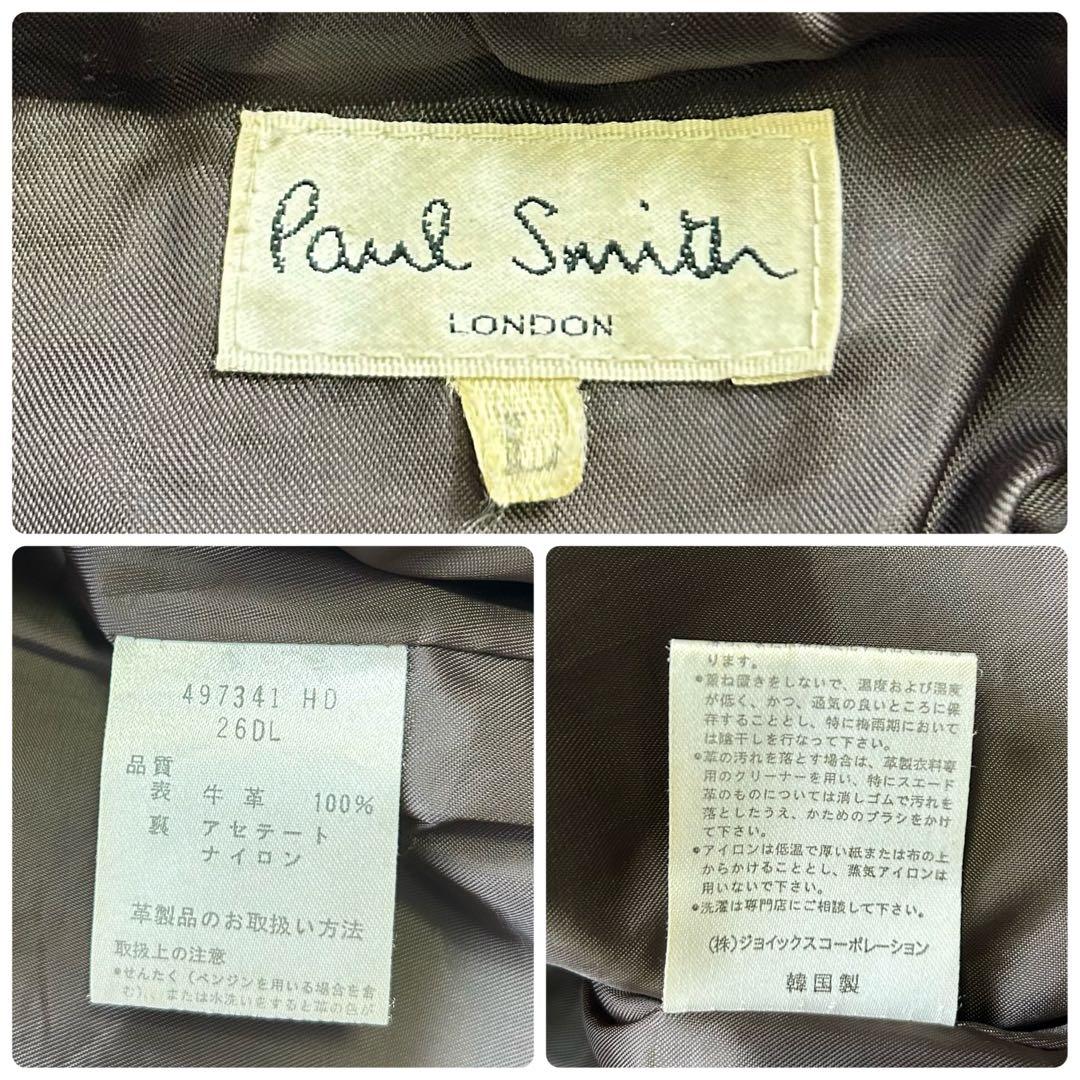 Paul Smith
LONDON
L
497341 HD
26DL
品質
表 牛革 100%
裏 アセテート
ナイロン
革製品のお取扱い方法
取扱上の注意
●せんたく(ベンジンを用いる場合を含
む)、または水洗いをすると革の色が
ります。
●重ね置きをしないで、温度および湿度
が低く、かつ、通気の良いところに保
存することとし、特に梅雨期において
は陰干しを行なって下さい。
●革の汚れを落とす場合は、革製衣料専
用のクリーナーを用い、特にスエード
革のものについては消しゴムで汚れを
落としたうえ、かためのブラシをかけ
て下さい。
●アイロンは低温で厚い紙または布の上
からかけることとし、蒸気アイロンは
用いないで下さい。
●洗濯は専門店にご相談して下さい。
(株)ジョイックスコーポレーション
韓国製